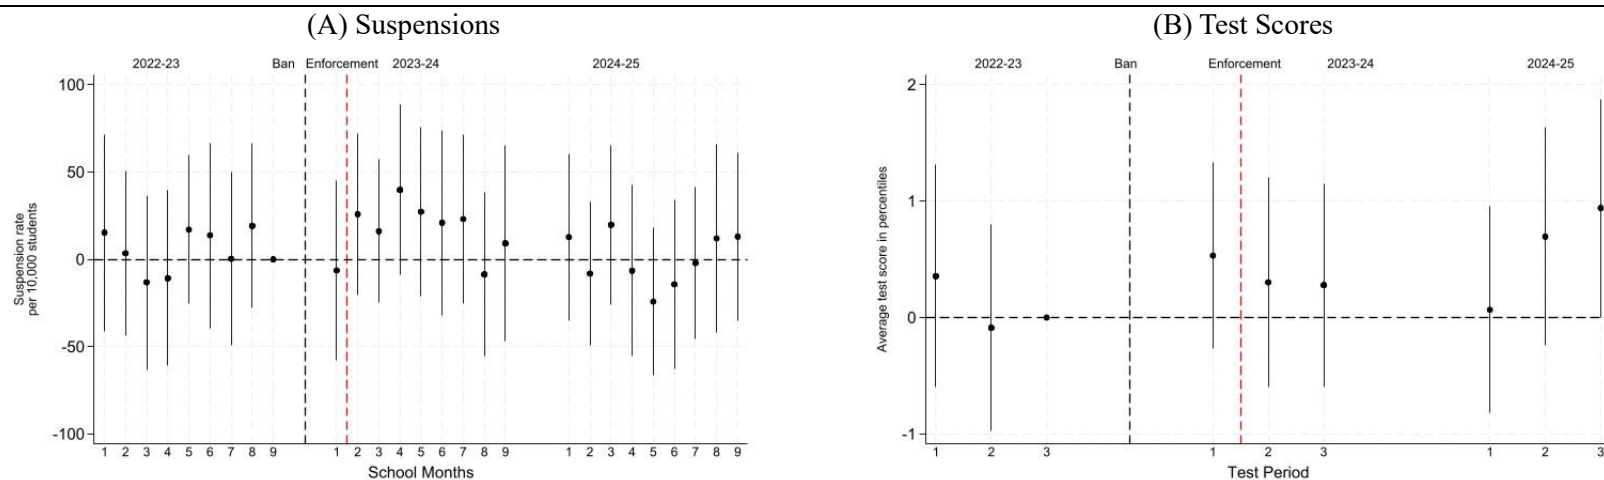 (A) Suspensions
2022-23 Ban Enforcement 2023-24 2024-25
100
50
0
-50
-100
Suspension rate
per 10,000 students
1 2 3 4 5 6 7 8 9 1 2 3 4 5 6 7 8 9 1 2 3 4 5 6 7 8 9
School Months
(B) Test Scores
2022-23 Ban Enforcement 2023-24 2024-25
2
1
0
-1
Average test score in percentiles
1 2 3 1 2 3 1 2 3
Test Period